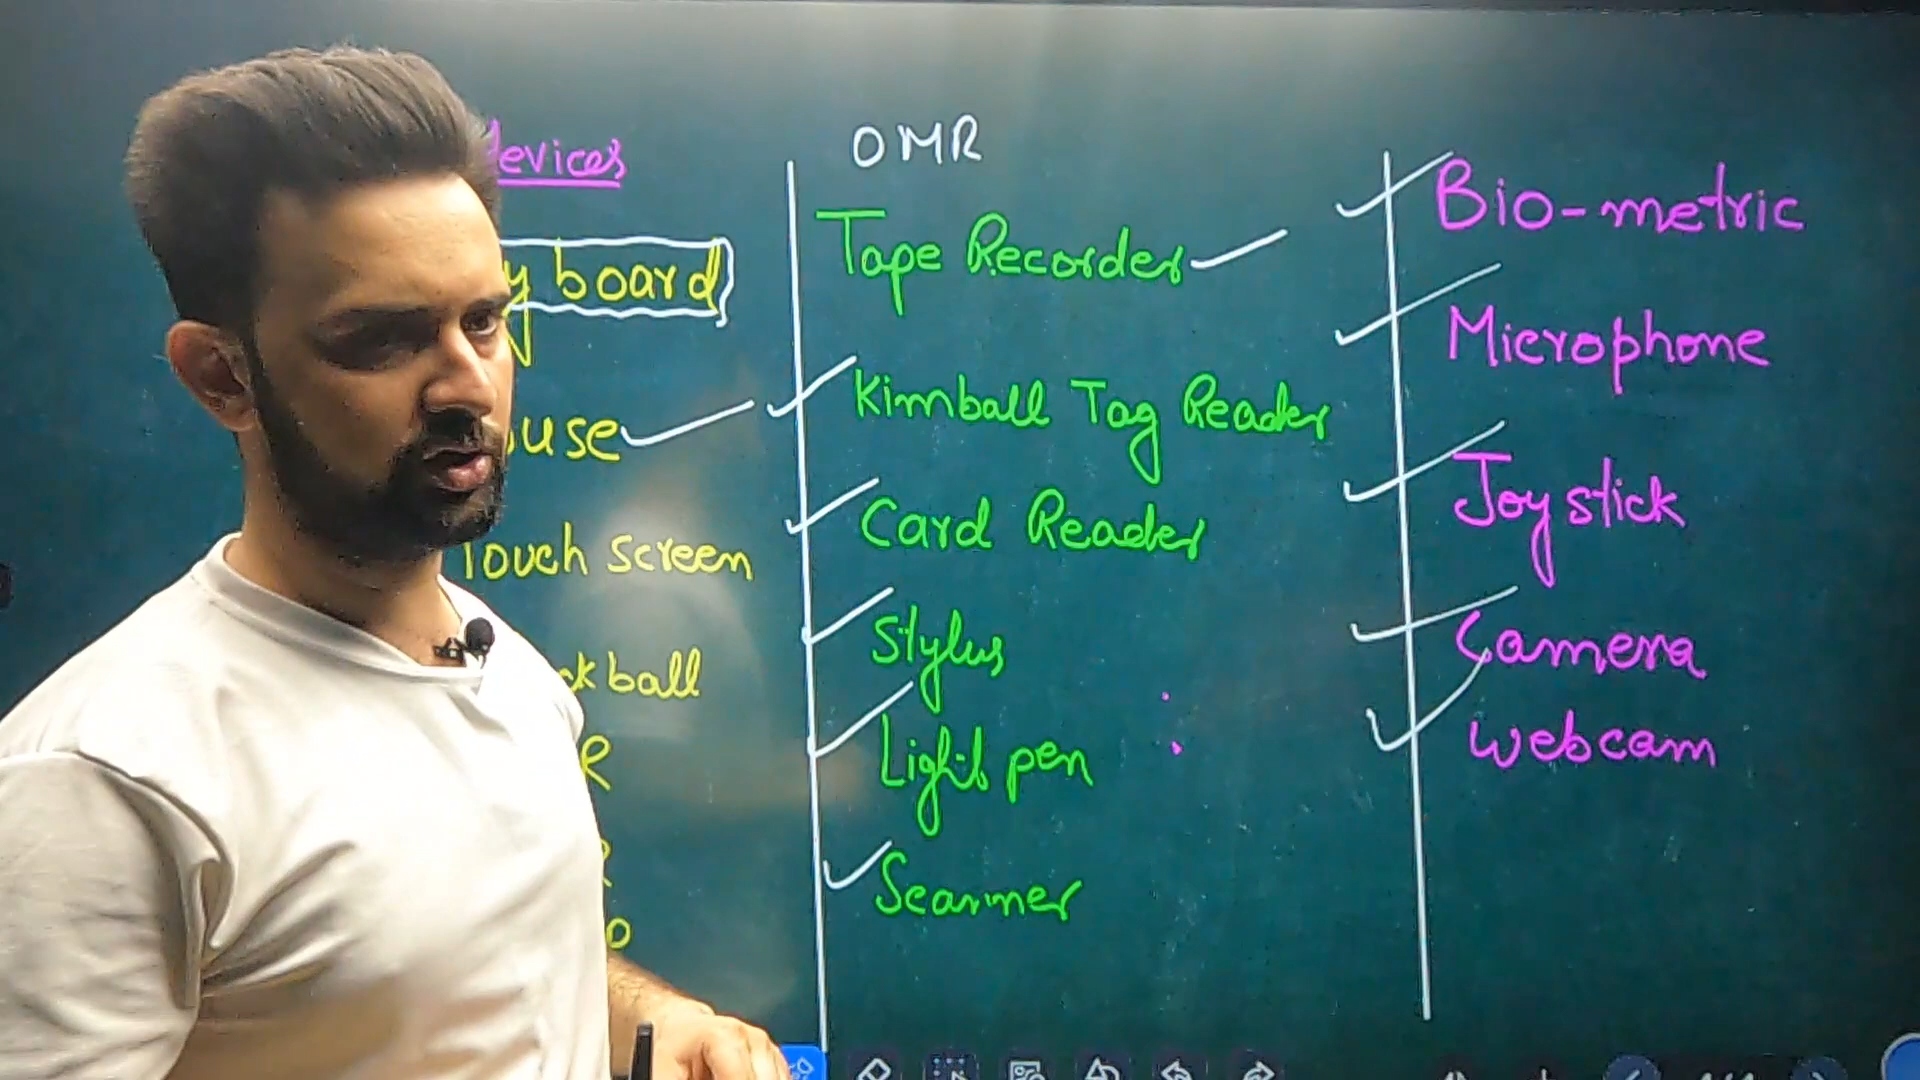 devices
board
Touch screen
ball
OMR
Tape Recorder
Kimball Tag Reader
Card Reader
Stylus
Light pen
Scanner
Bio-metric
Microphone
Joystick
Camera
Webcam